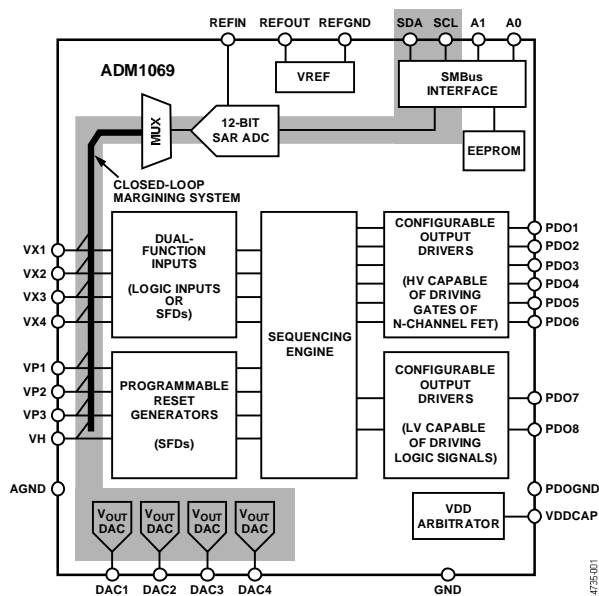 REFIN REFOUT REFGND SDA SCL A1 A0
ADM1069
VREF
SMBus
INTERFACE
MUX
12-BIT
SAR ADC
EEPROM
CLOSED-LOOP
MARGINING SYSTEM
VX1
VX2
VX3
VX4
DUAL-
FUNCTION
INPUTS
(LOGIC INPUTS
OR
SFDs)
SEQUENCING
ENGINE
CONFIGURABLE
OUTPUT
DRIVERS
(HV CAPABLE
OF DRIVING
GATES OF
N-CHANNEL FET)
PDO1
PDO2
PDO3
PDO4
PDO5
PDO6
VP1
VP2
VP3
VH
PROGRAMMABLE
RESET
GENERATORS
(SFDs)
CONFIGURABLE
OUTPUT
DRIVERS
(LV CAPABLE
OF DRIVING
LOGIC SIGNALS)
PDO7
PDO8
AGND
PDOGND
VOUT
DAC
VOUT
DAC
VOUT
DAC
VOUT
DAC
VDD
ARBITRATOR
VDDCAP
DAC1 DAC2 DAC3 DAC4
GND
4735-001